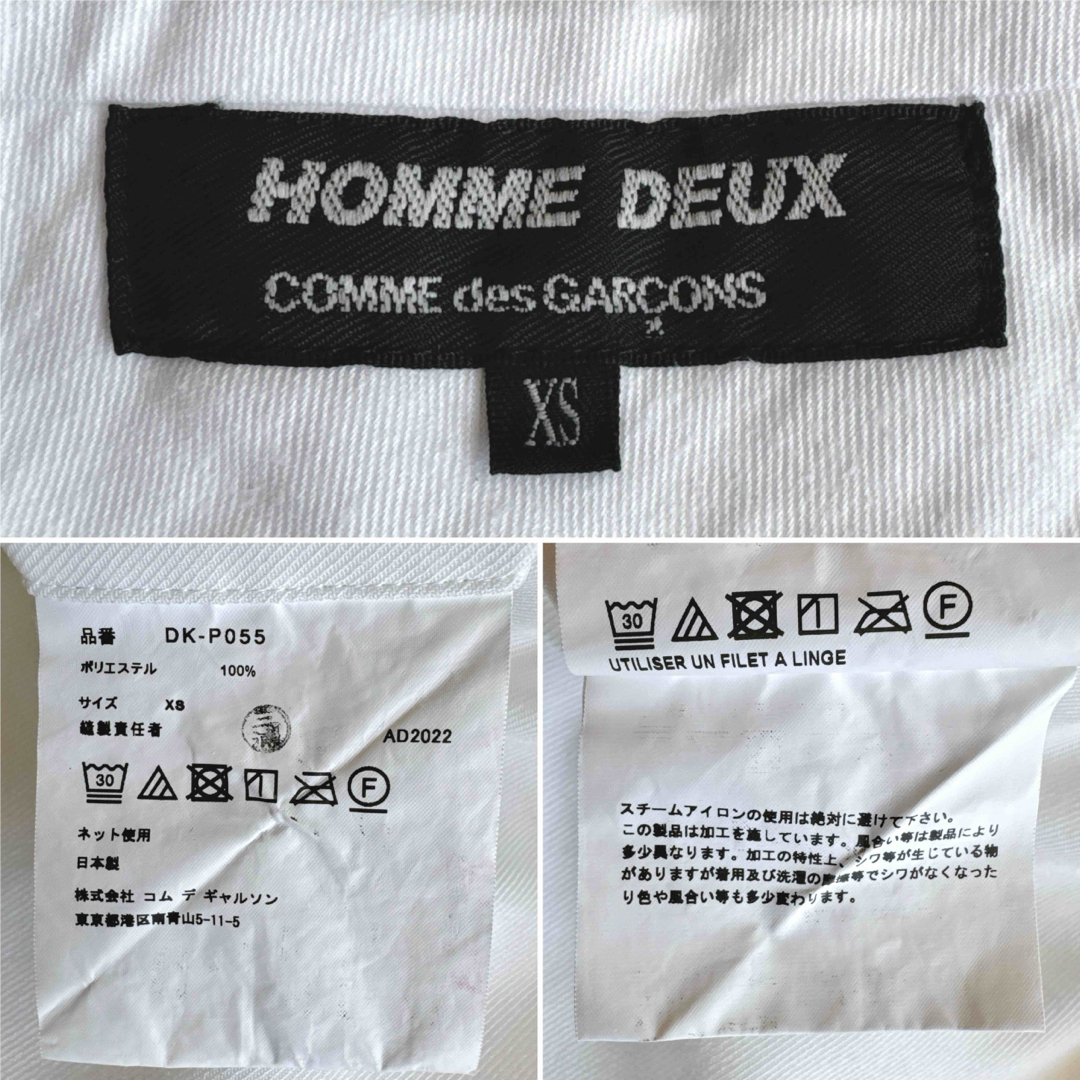 HOMME DEUX
COMME des GARÇONS
XS
品番 DK-P055
ポリエステル 100%
サイズ XS
縫製責任者
AD2022
30 F
ネット使用
日本製
株式会社 コム デ ギャルソン
東京都港区南青山5-11-5
30 F
UTILISER UN FILET A LINGE
スチームアイロンの使用は絶対に避けて下さい。
この製品は加工を施しています。風合い等は製品により
多少異なります。加工の特性上、シワ等が生じている物
がありますが着用及び洗濯の摩擦等でシワがなくなった
り色や風合い等も多少変わります。